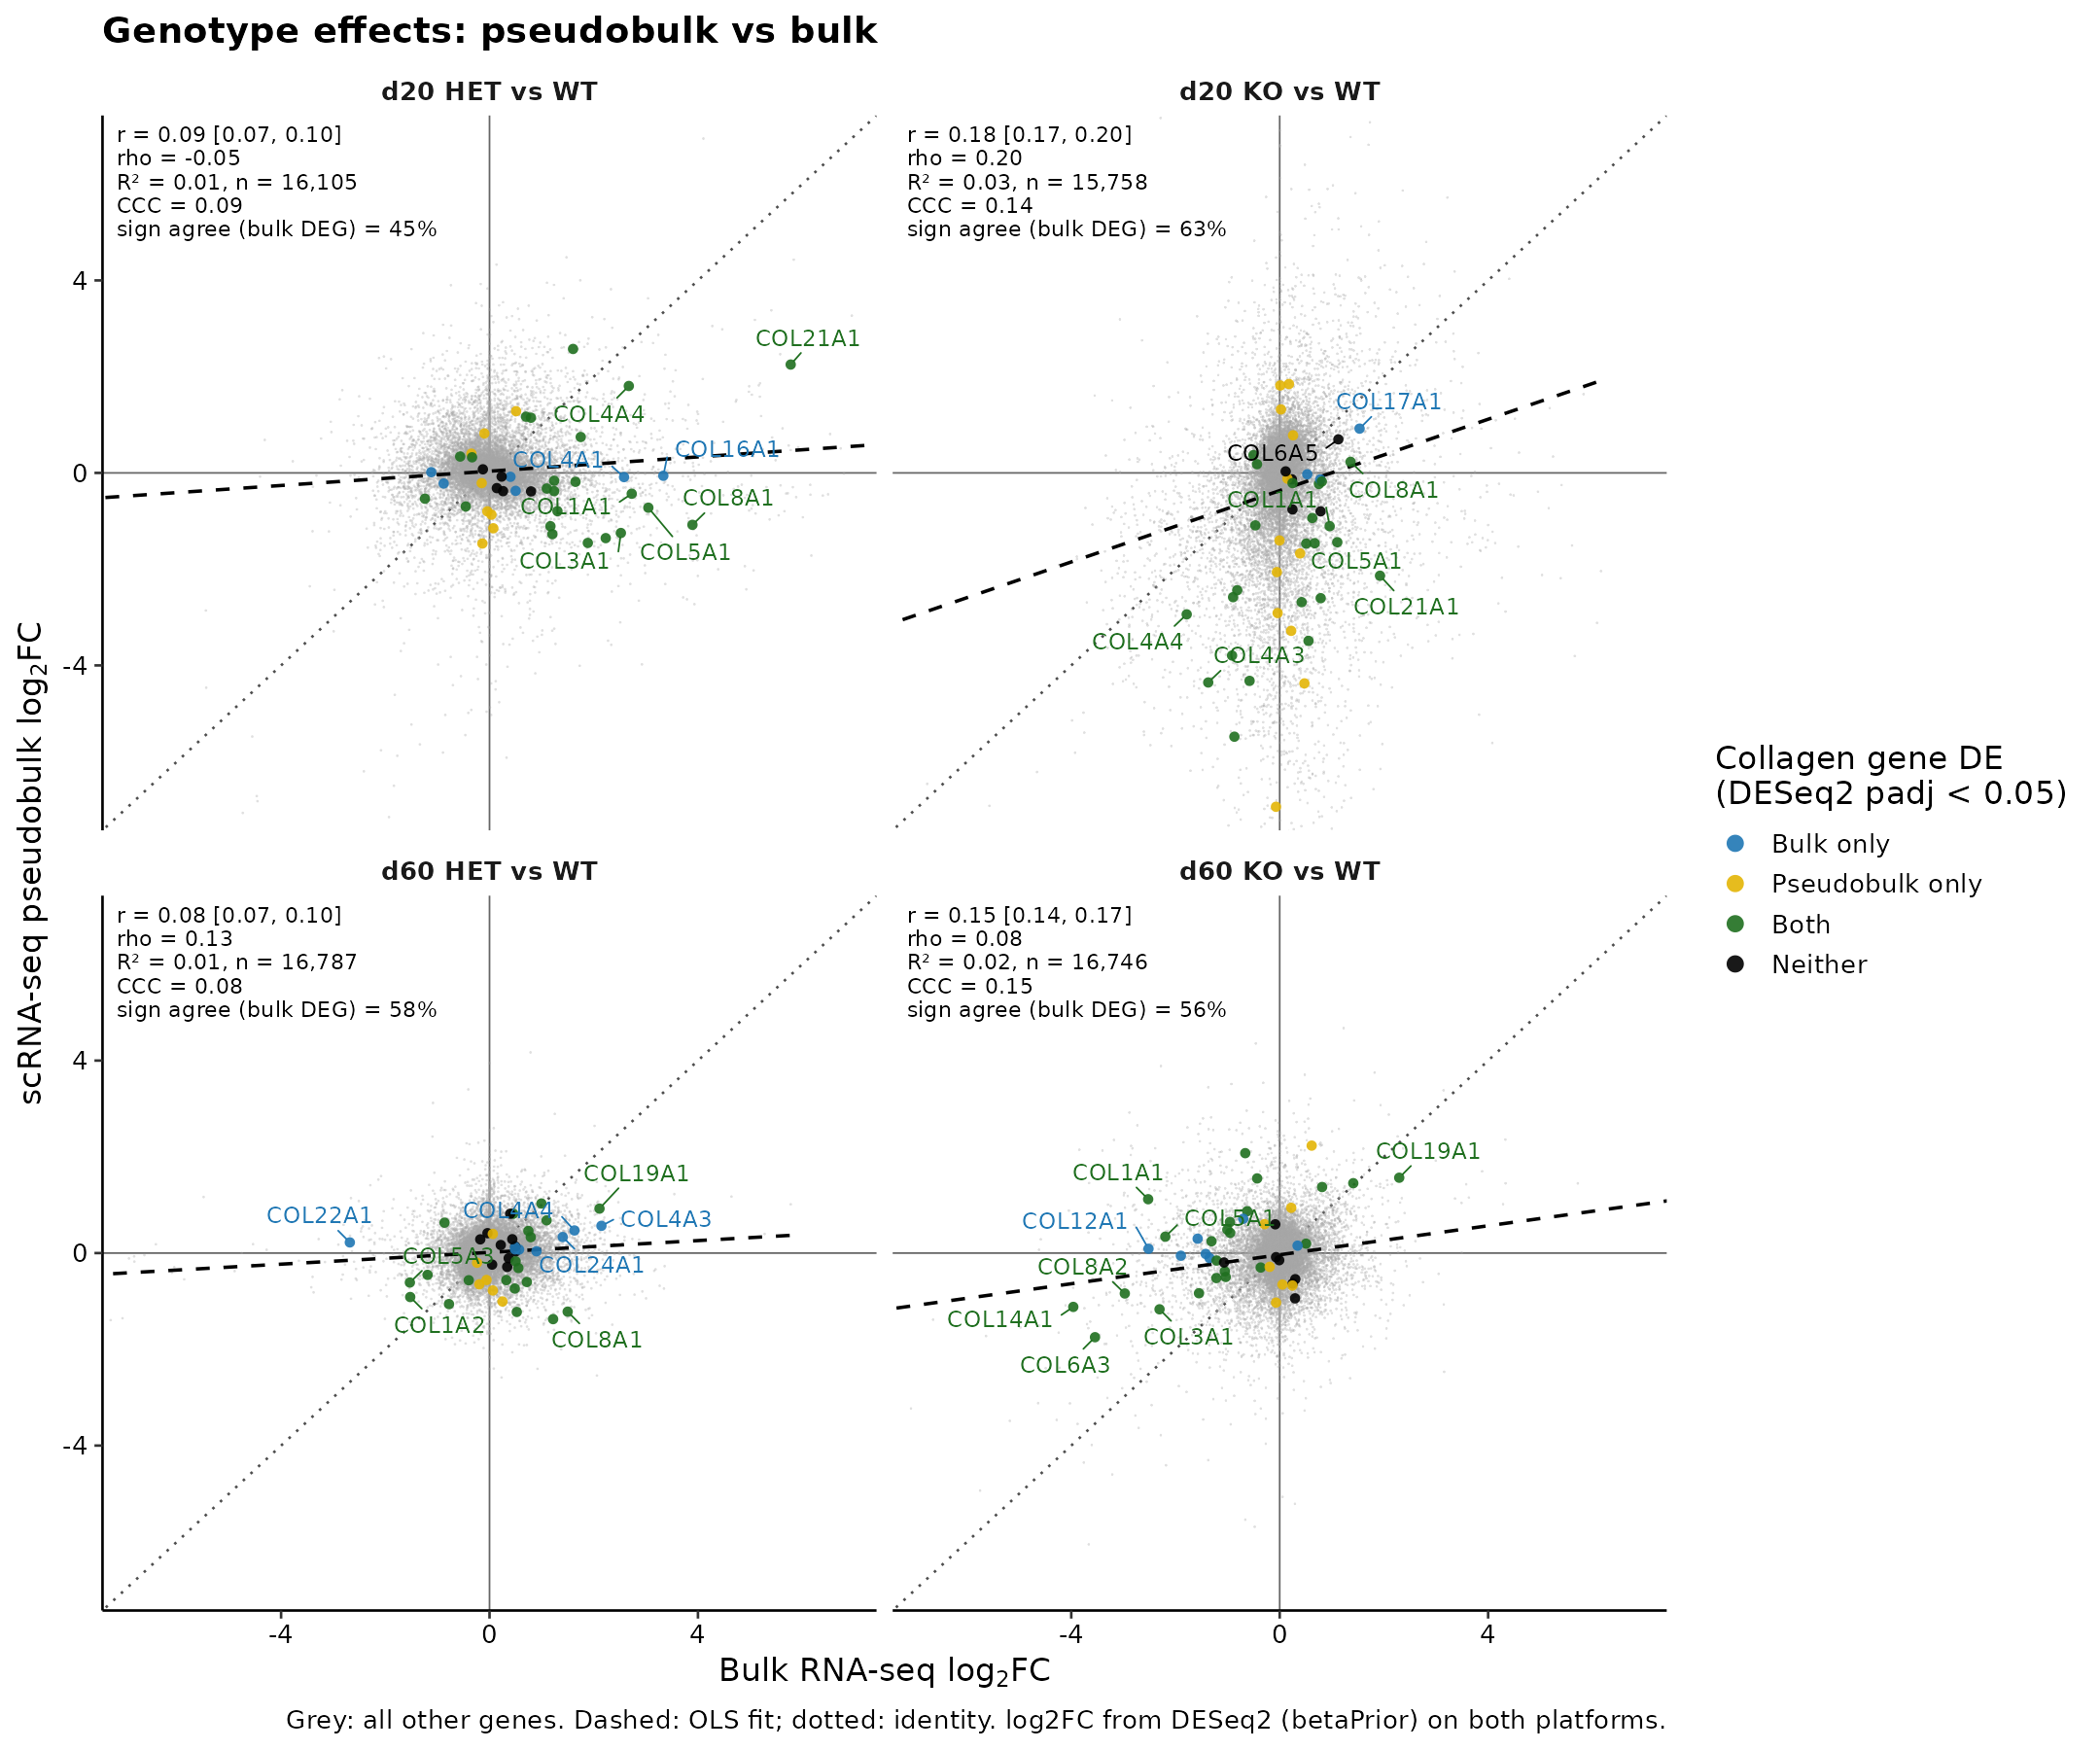 Genotype effects: pseudobulk vs bulk
d20 HET vs WT
r = 0.09 [0.07, 0.10]
rho = -0.05
R² = 0.01, n = 16,105
CCC = 0.09
sign agree (bulk DEG) = 45%
COL21A1
COL4A4
COL16A1
COL4A1
COL1A1
COL8A1
COL5A1
COL3A1
d20 KO vs WT
r = 0.18 [0.17, 0.20]
rho = 0.20
R² = 0.03, n = 15,758
CCC = 0.14
sign agree (bulk DEG) = 63%
COL17A1
COL6A5
COL8A1
COL1A1
COL5A1
COL21A1
COL4A4
COL4A3
4
0
-4
d60 HET vs WT
r = 0.08 [0.07, 0.10]
rho = 0.13
R² = 0.01, n = 16,787
CCC = 0.08
sign agree (bulk DEG) = 58%
COL19A1
COL22A1
COL4A4
COL4A3
COL5A3
COL24A1
COL1A2
COL8A1
d60 KO vs WT
r = 0.15 [0.14, 0.17]
rho = 0.08
R² = 0.02, n = 16,746
CCC = 0.15
sign agree (bulk DEG) = 56%
COL19A1
COL1A1
COL12A1
COL5A1
COL8A2
COL14A1
COL3A1
COL6A3
4
0
-4
-4
0
4
-4
0
4
scRNA-seq pseudobulk log₂FC
Bulk RNA-seq log₂FC
Collagen gene DE
(DESeq2 padj < 0.05)
Bulk only
Pseudobulk only
Both
Neither
Grey: all other genes. Dashed: OLS fit; dotted: identity. log2FC from DESeq2 (betaPrior) on both platforms.